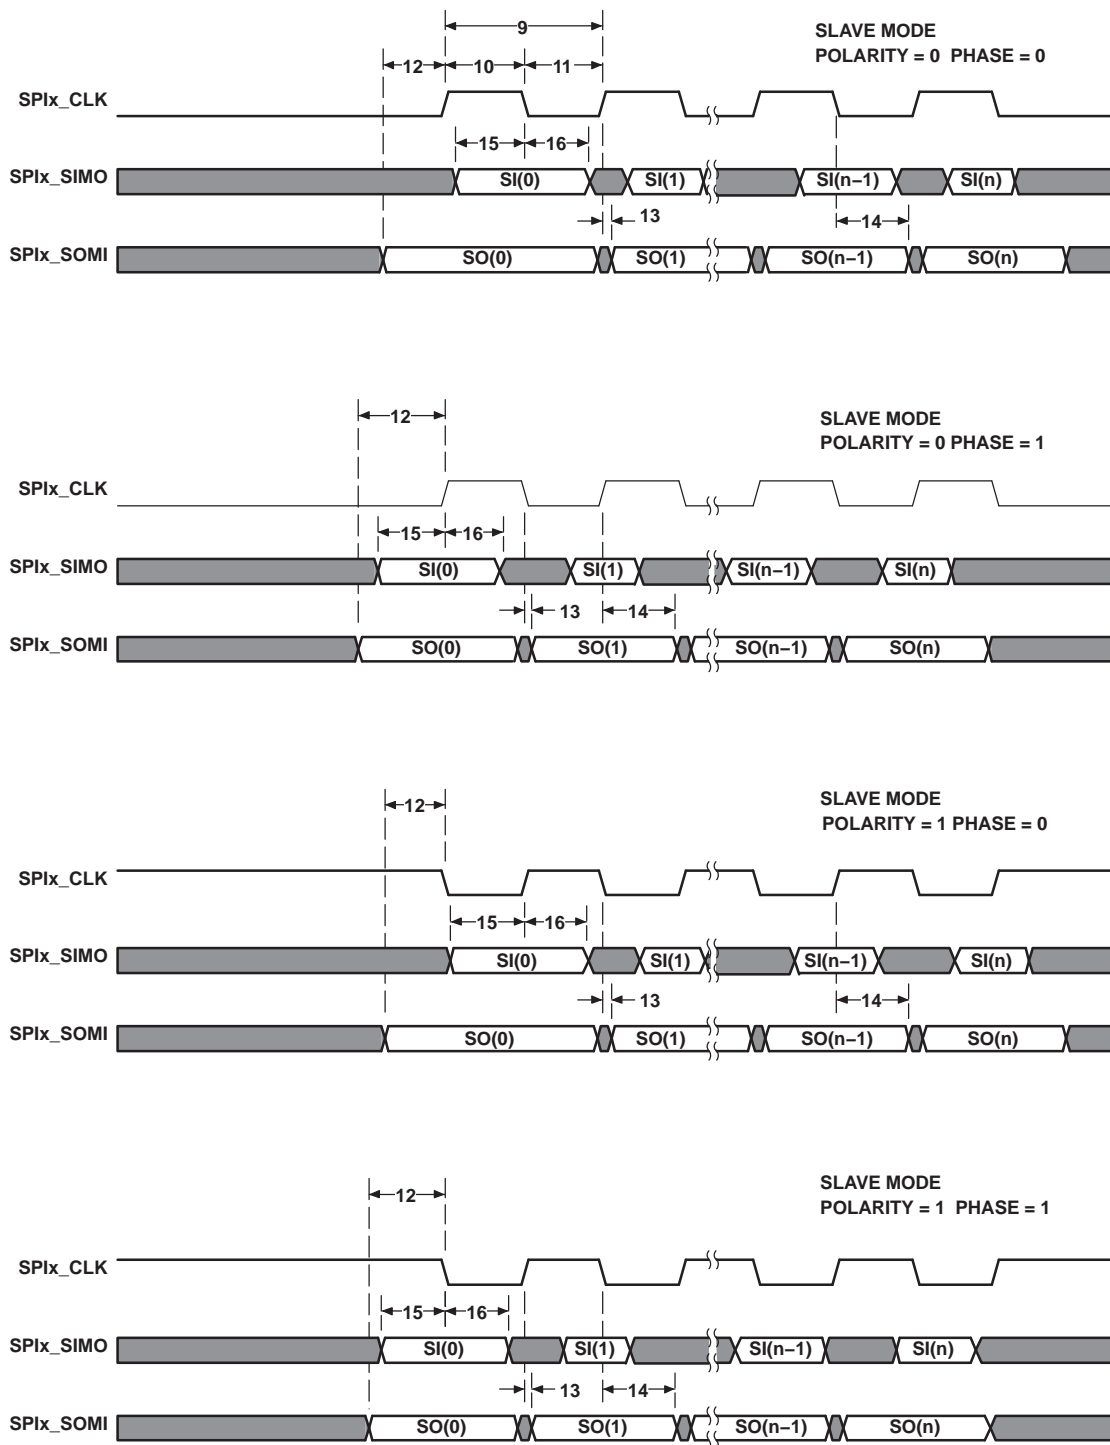 9
SLAVE MODE
POLARITY = 0 PHASE = 0
12 10 11
SPIx_CLK
15 16
SPIx_SIMO SI(0) SI(1) SI(n−1) SI(n)
13 14
SPIx_SOMI SO(0) SO(1) SO(n−1) SO(n)
12
SLAVE MODE
POLARITY = 0 PHASE = 1
SPIx_CLK
15 16
SPIx_SIMO SI(0) SI(1) SI(n−1) SI(n)
13 14
SPIx_SOMI SO(0) SO(1) SO(n−1) SO(n)
SLAVE MODE
12
POLARITY = 1 PHASE = 0
SPIx_CLK
15 16
SPIx_SIMO SI(0) SI(1) SI(n−1) SI(n)
13 14
SPIx_SOMI SO(0) SO(1) SO(n−1) SO(n)
SLAVE MODE
12
POLARITY = 1 PHASE = 1
SPIx_CLK
15 16
SPIx_SIMO SI(0) SI(1) SI(n−1) SI(n)
13 14
SPIx_SOMI SO(0) SO(1) SO(n−1) SO(n)